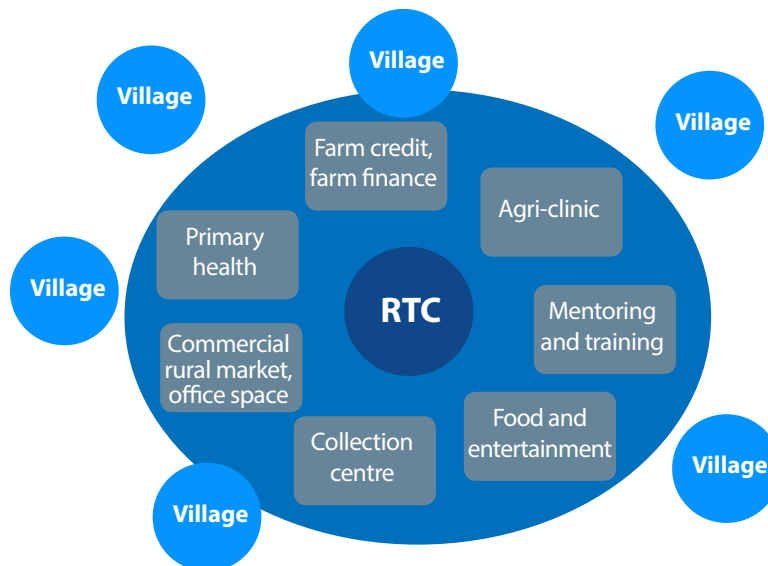 Village
Village
Village
Farm credit,
farm finance
Agri-clinic
Primary
health
Village
RTC
Mentoring
and training
Commercial
rural market,
office space
Food and
entertainment
Collection
centre
Village
Village